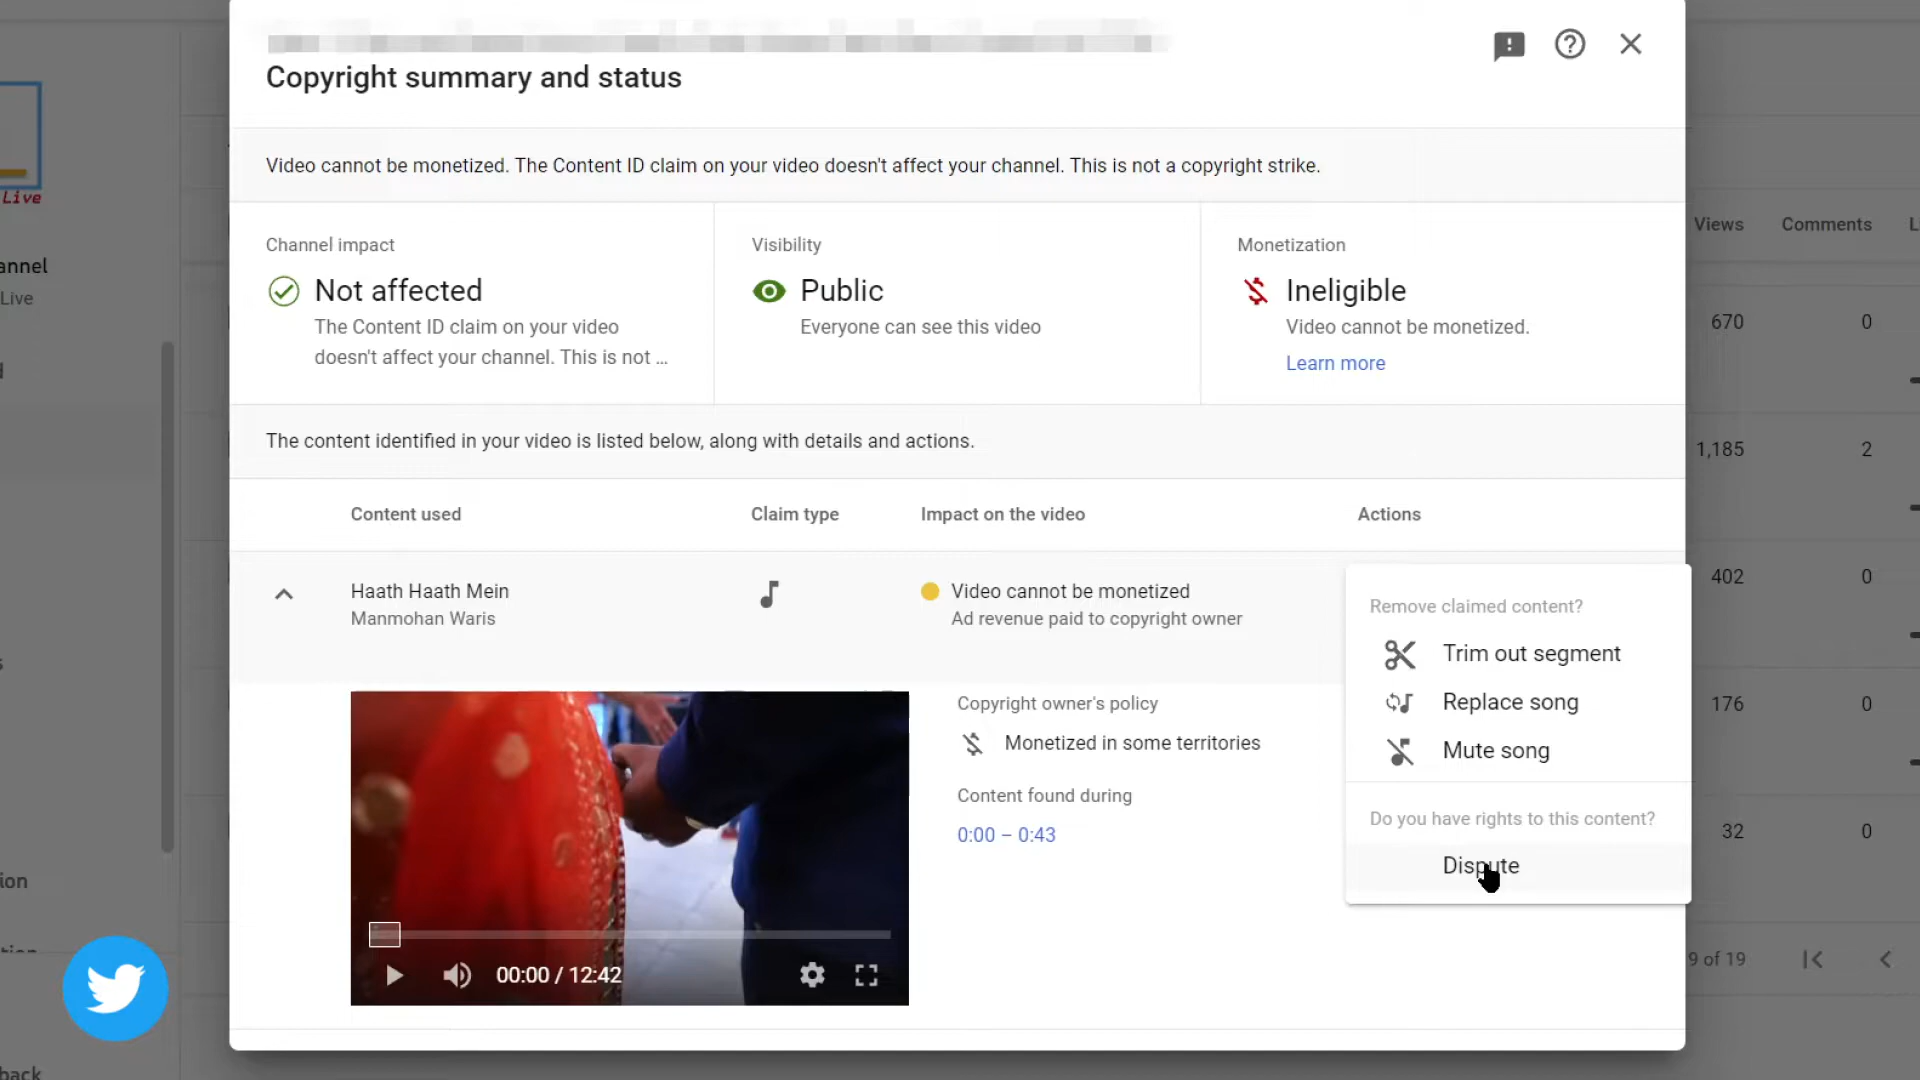 Copyright summary and status
Video cannot be monetized. The Content ID claim on your video doesn't affect your channel. This is not a copyright strike.
Channel impact
Not affected
The Content ID claim on your video
doesn't affect your channel. This is not ...
Visibility
Public
Everyone can see this video
Monetization
Ineligible
Video cannot be monetized.
Learn more
The content identified in your video is listed below, along with details and actions.
Content used
Claim type
Impact on the video
Actions
Haath Haath Mein
Manmohan Waris
Video cannot be monetized
Ad revenue paid to copyright owner
Remove claimed content?
Trim out segment
Replace song
Mute song
Do you have rights to this content?
Dispute
Copyright owner's policy
Monetized in some territories
Content found during
0:00 – 0:43
00:00 / 12:42
Live
annel
Live
ion
back
Views
Comments
670
0
1,185
2
402
0
176
0
32
0
9 of 19